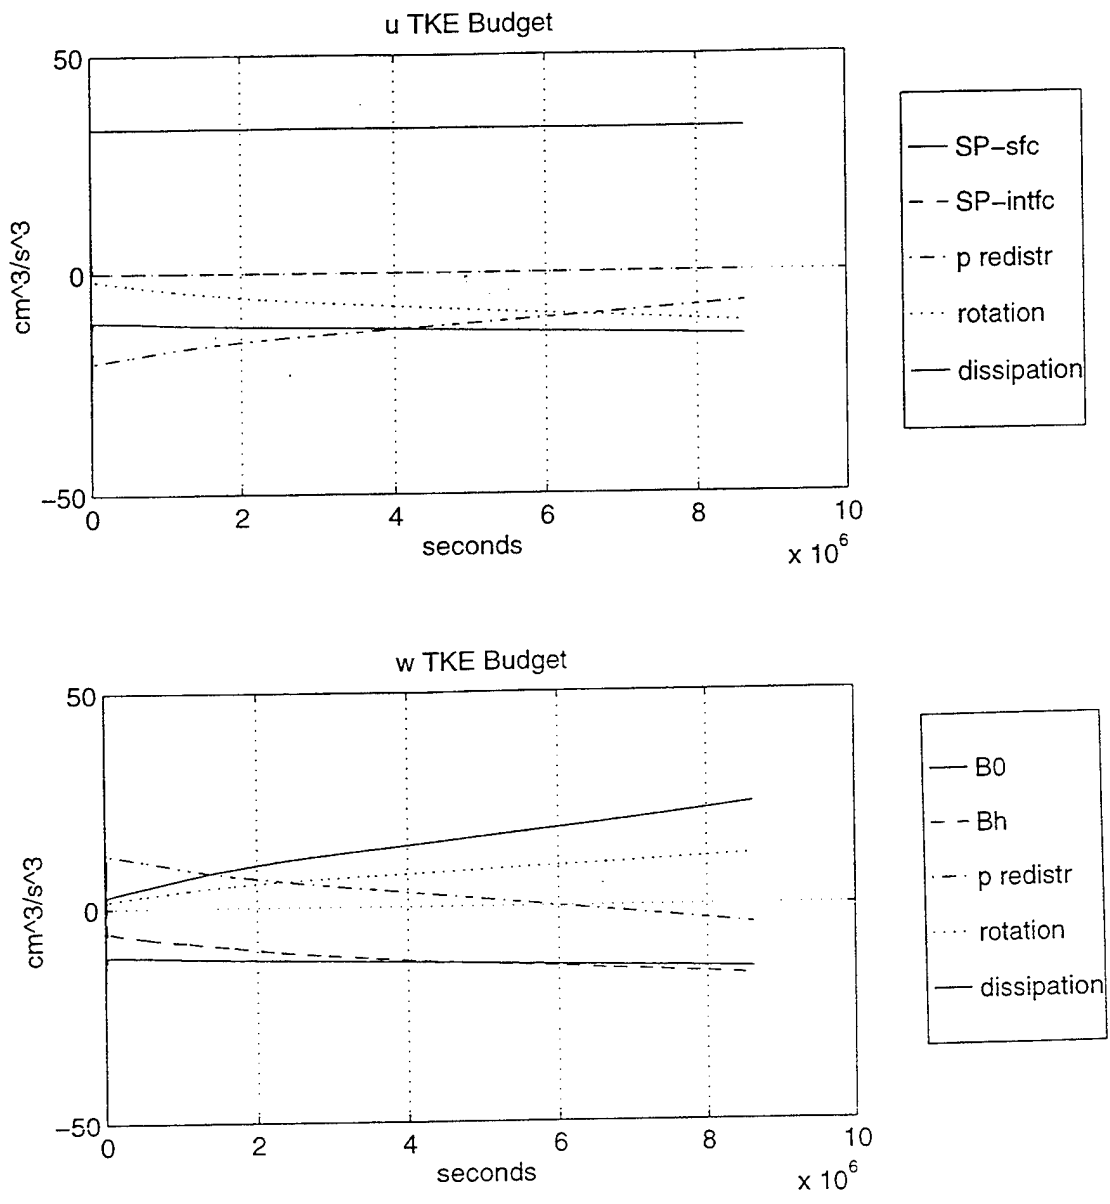 u TKE Budget
50
0
−50
cm^3/s^3
0 2 4 6 8 10
seconds
x 10^6
SP−sfc
SP−intfc
p redistr
rotation
dissipation
w TKE Budget
50
0
−50
cm^3/s^3
0 2 4 6 8 10
seconds
x 10^6
B0
Bh
p redistr
rotation
dissipation